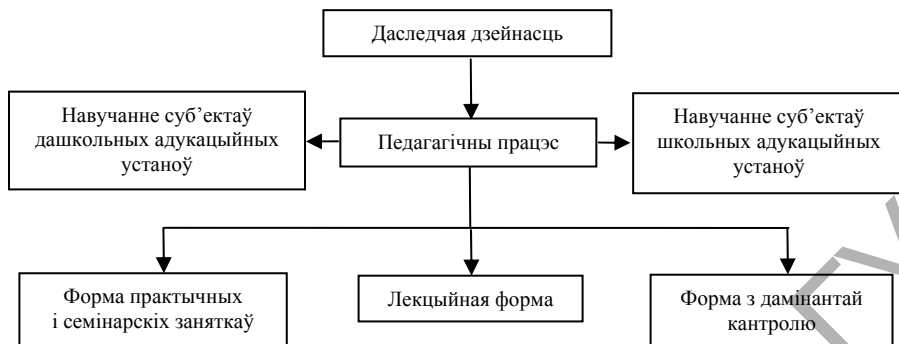 Даследчая дзейнасць
Навучанне суб’ектаў
дашкольных адукацыйных
устаноў
Педагагічны працэс
Навучанне суб’ектаў
школьных адукацыйных
устаноў
Форма практычных
і семінарскіх заняткаў
Лекцыйная форма
Форма з дамінантай
кантролю